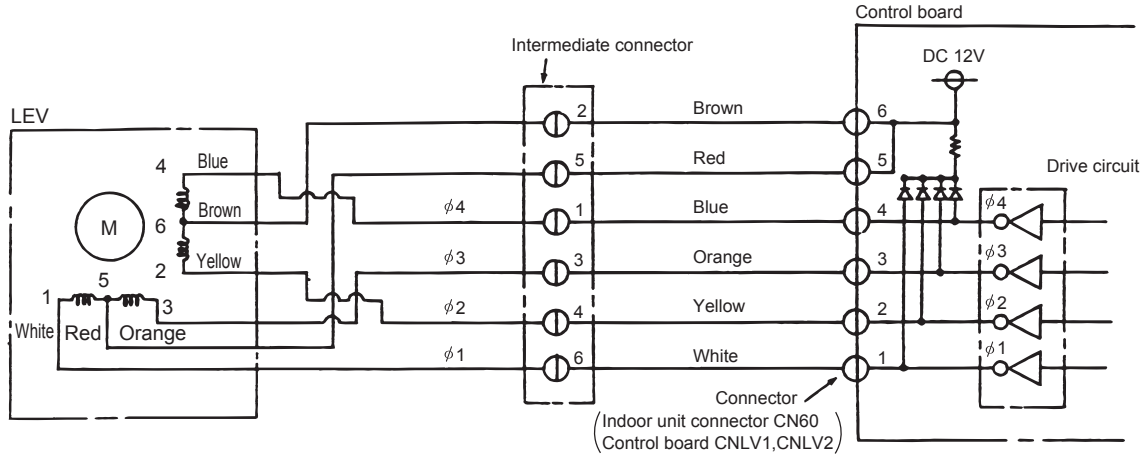 Control board
Intermediate connector
DC 12V
LEV
2
Brown
6
4
Blue
5
Red
5
Drive circuit
6
Brown
M
ϕ4
1
Blue
4
ϕ4
2
Yellow
ϕ3
3
Orange
3
ϕ3
1
5
3
ϕ2
4
Yellow
2
ϕ2
White
Red
Orange
ϕ1
6
White
1
ϕ1
Connector
(Indoor unit connector CN60
Control board CNLV1,CNLV2)